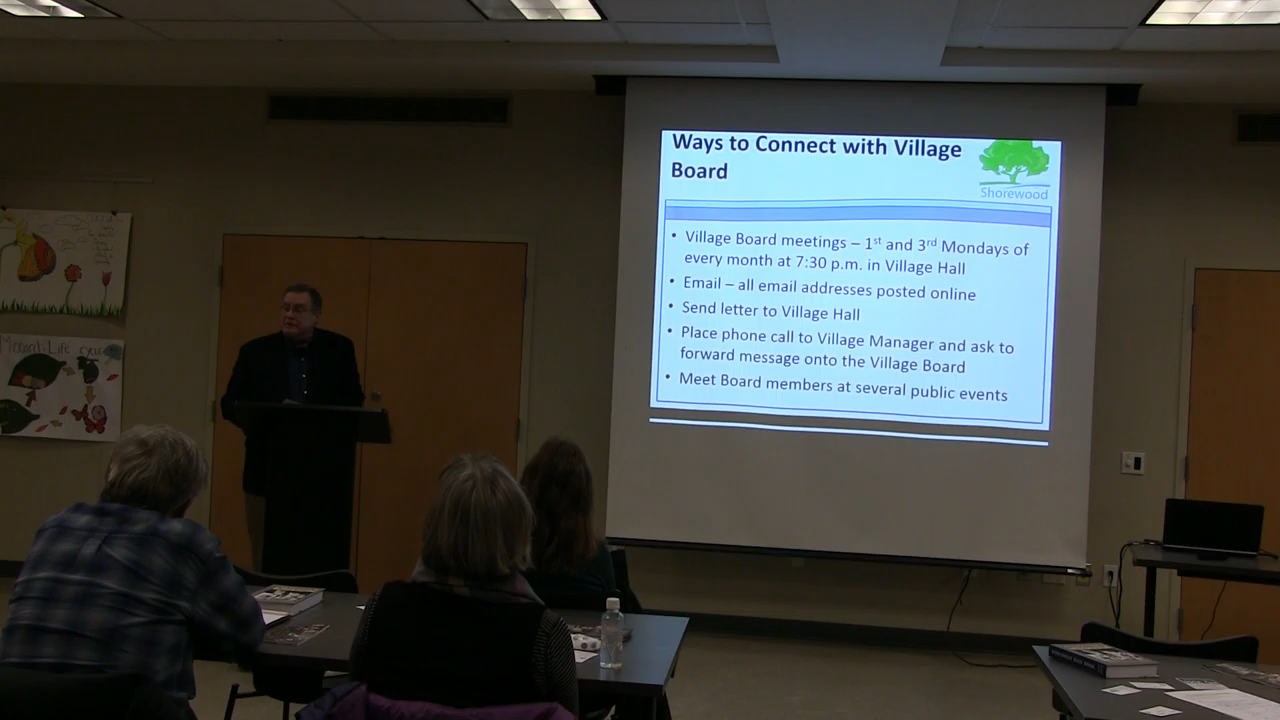 Ways to Connect with Village
Board
Shorewood
• Village Board meetings – 1st and 3rd Mondays of
every month at 7:30 p.m. in Village Hall
• Email – all email addresses posted online
• Send letter to Village Hall
• Place phone call to Village Manager and ask to
forward message onto the Village Board
• Meet Board members at several public events